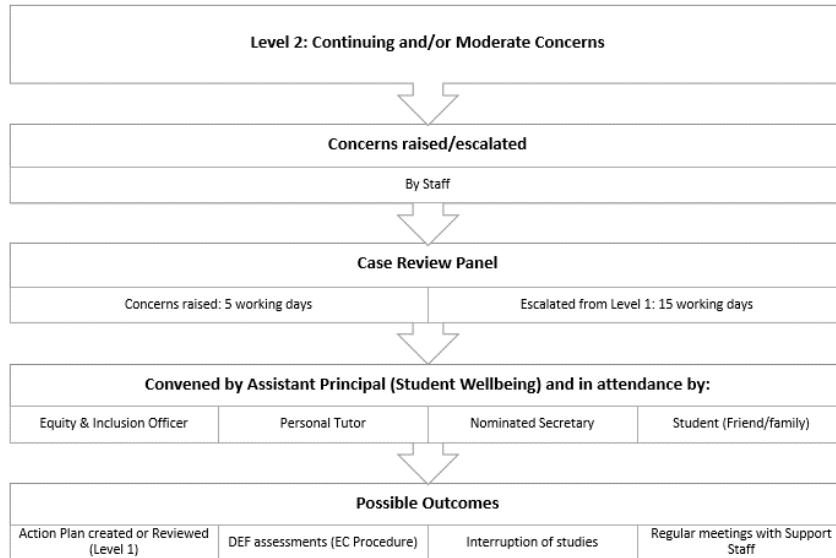 Level 2: Continuing and/or Moderate Concerns
Concerns raised/escalated
By Staff
Case Review Panel
Concerns raised: 5 working days
Escalated from Level 1: 15 working days
Convened by Assistant Principal (Student Wellbeing) and in attendance by:
Equity & Inclusion Officer
Personal Tutor
Nominated Secretary
Student (Friend/family)
Possible Outcomes
Action Plan created or Reviewed
(Level 1)
DEF assessments (EC Procedure)
Interruption of studies
Regular meetings with Support
Staff